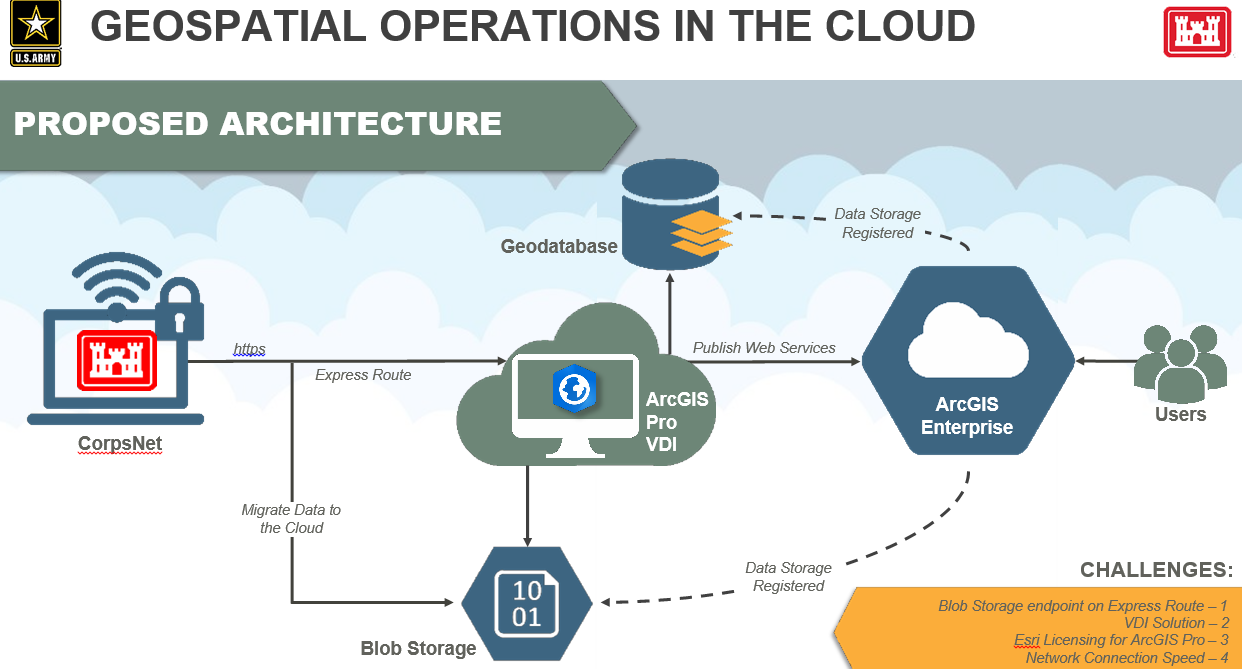 GEOSPATIAL OPERATIONS IN THE CLOUD
U.S.ARMY
PROPOSED ARCHITECTURE
Data Storage
Registered
Geodatabase
https
Express Route
Publish Web Services
ArcGIS
Pro
VDI
ArcGIS
Enterprise
Users
CorpsNet
Migrate Data to
the Cloud
Data Storage
Registered
10
01
Blob Storage
CHALLENGES:
Blob Storage endpoint on Express Route – 1
VDI Solution – 2
Esri Licensing for ArcGIS Pro – 3
Network Connection Speed – 4